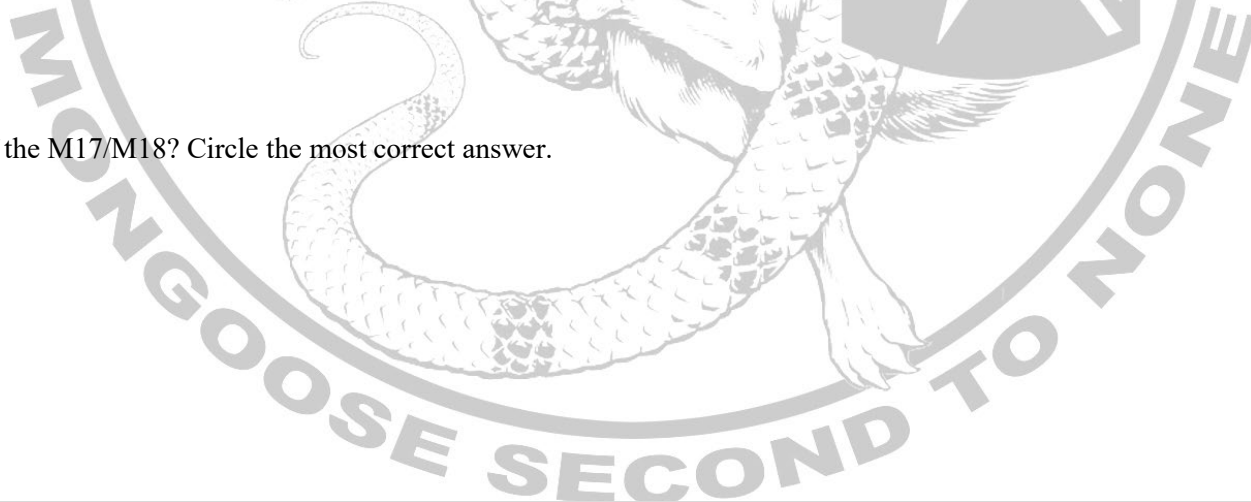 the M17/M18? Circle the most correct answer.
MONGOOSE SECOND TO NONE